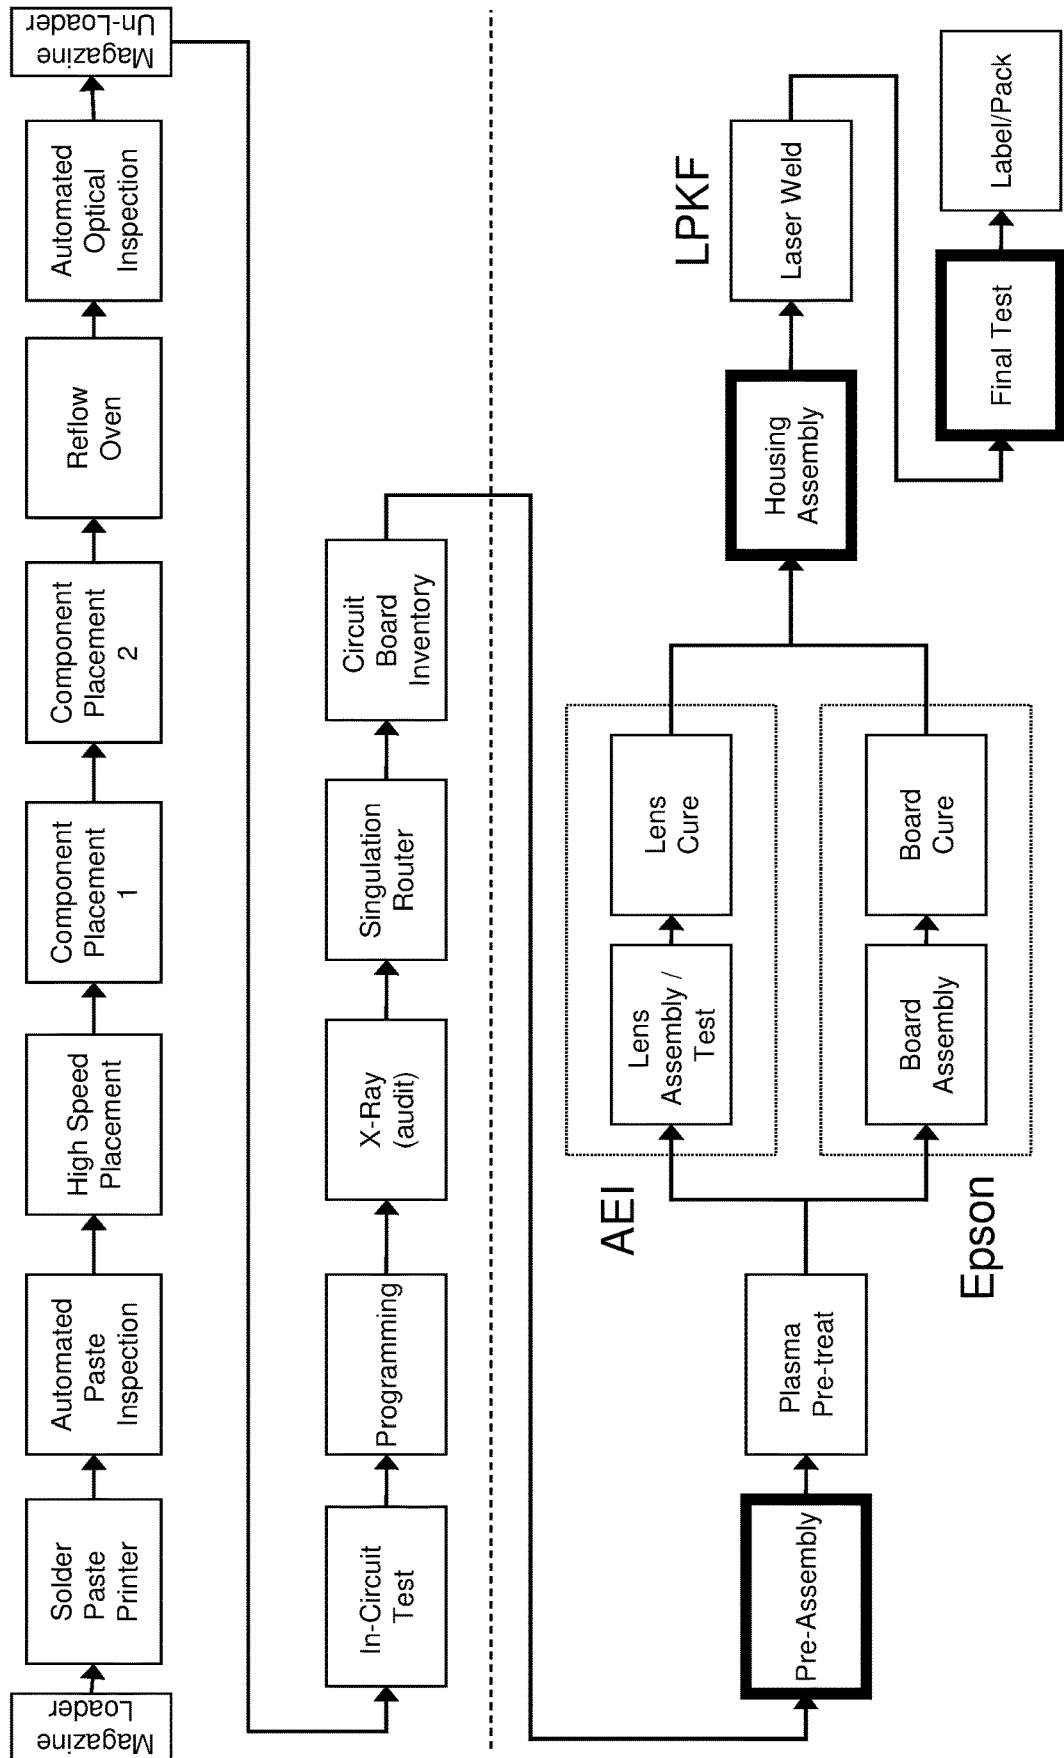 Magazine
Loader
Solder
Paste
Printer
Automated
Paste
Inspection
High Speed
Placement
Component
Placement
1
Component
Placement
2
Reflow
Oven
Automated
Optical
Inspection
Magazine
Un-Loader
In-Circuit
Test
Programming
X-Ray
(audit)
Singulation
Router
Circuit
Board
Inventory
Pre-Assembly
Plasma
Pre-treat
AEI
Lens
Assembly /
Test
Lens
Cure
Epson
Board
Assembly
Board
Cure
Housing
Assembly
LPKF
Laser Weld
Final Test
Label/Pack